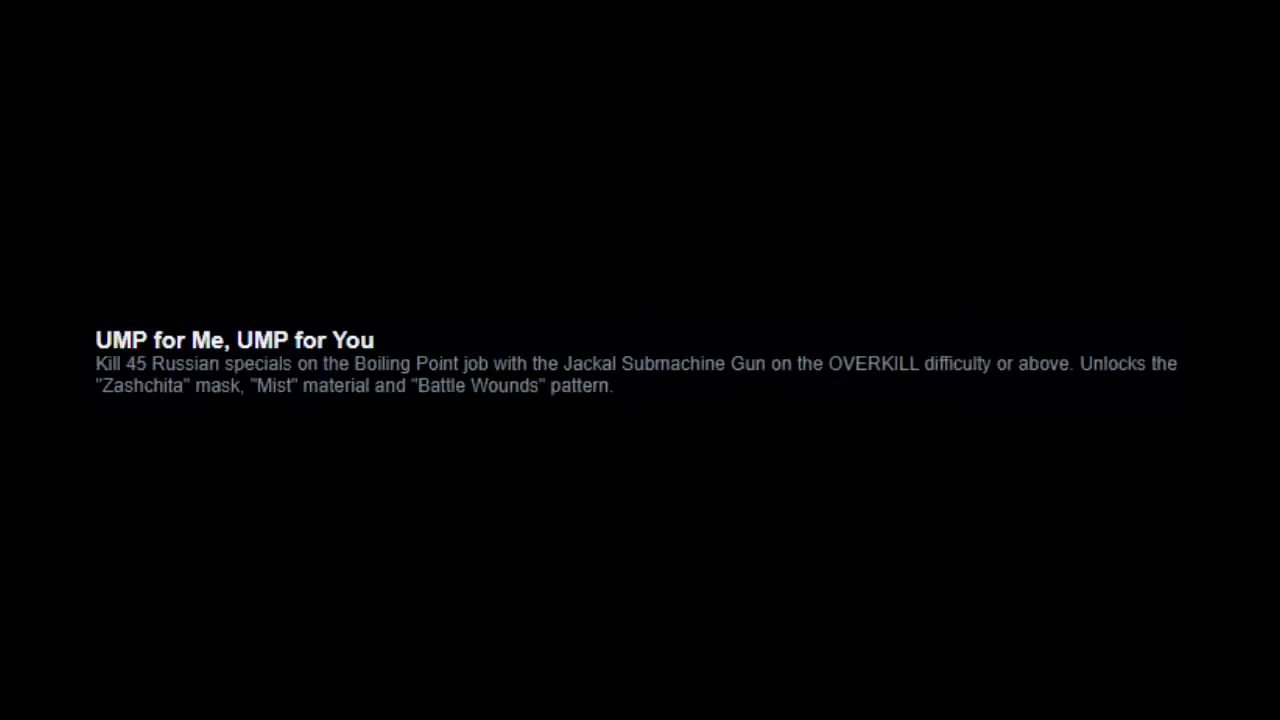 UMP for Me, UMP for You
Kill 45 Russian specials on the Boiling Point job with the Jackal Submachine Gun on the OVERKILL difficulty or above. Unlocks the
"Zashchita" mask, "Mist" material and "Battle Wounds" pattern.